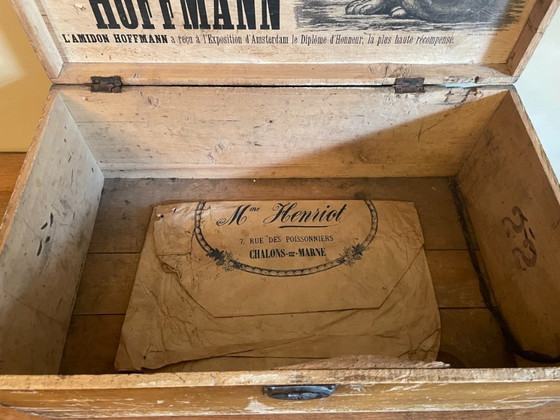 HOFFMANN
L'AMIDON HOFFMANN a reçu à l'Exposition d'Amsterdam le Diplôme d'Honneur, la plus haute récompense.
Mme Henriot
7, RUE DES POISSONNIERS
CHALONS-SUR-MARNE